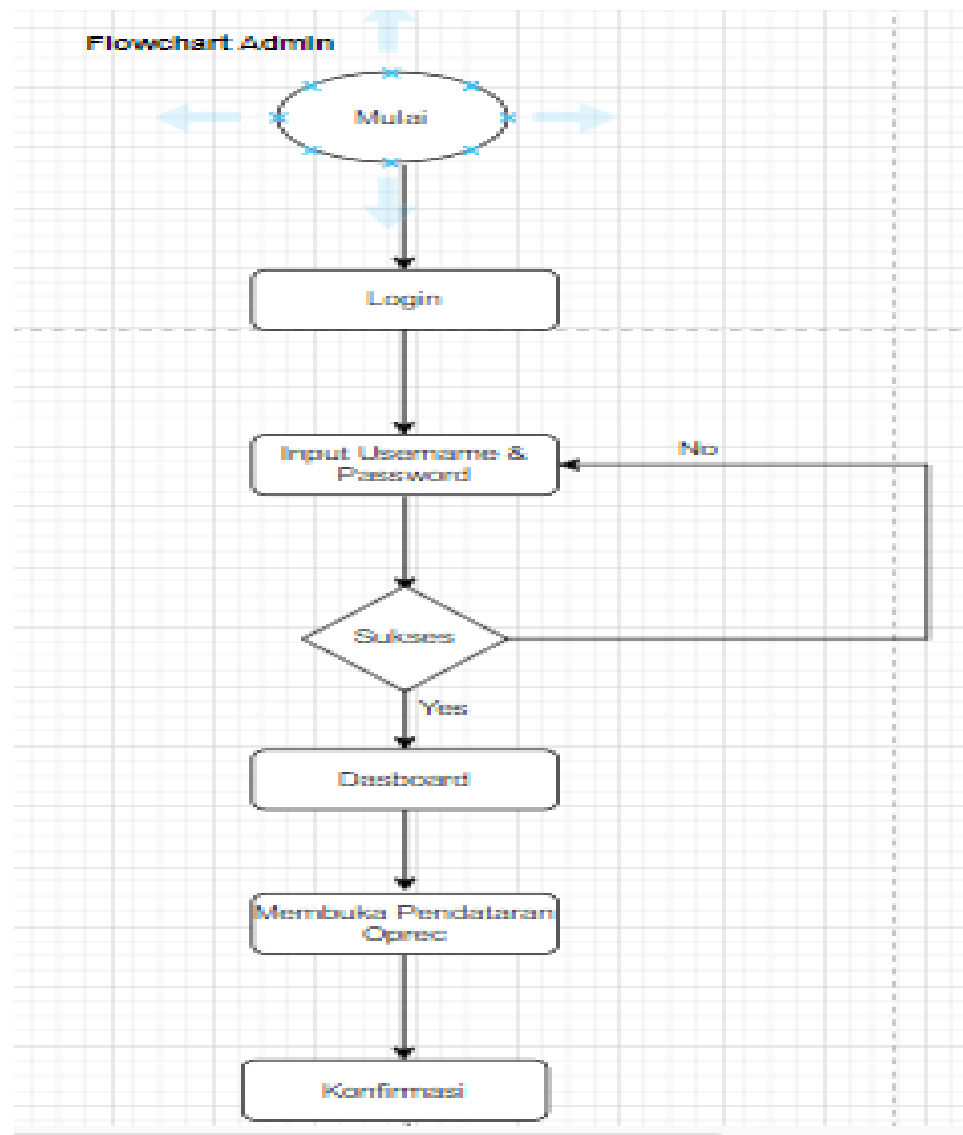 Flowchart Admin
Mulai
Login
Input Username &
Password
No
Sukses
Yes
Dasboard
Membuka Pendataran
Oprec
Konfirmasi